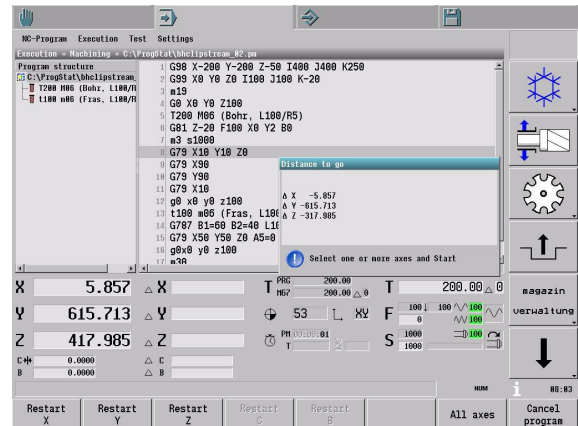 NC-Program Execution Test Settings
Execution » Machining » C:\ProgStat\bhclipstream_02.pm
Program structure
C:\ProgStat\bhclipstream_
T200 M06 (Bohr, L100/R
t100 m06 (Fras, L100/R
1 G98 X-200 Y-200 Z-50 I400 J400 K250
2 G99 X0 Y0 Z0 I100 J100 K-20
3 m19
4 G0 X0 Y0 Z100
5 T200 M06 (Bohr, L100/R5)
6 G81 Z-20 F100 X0 Y2 B0
7 m3 s1000
8 G79 X10 Y10 Z0
9 G79 X90
10 G79 Y90
11 G79 X10
12 g0 x0 y0 z100
13 t100 m06 (Fras, L100
14 G787 B1=60 B2=40 L10
15 G79 X50 Y50 Z0 A5=0
16 g0x0 y0 z100
17 m30
Distance to go
Δ X -5.857
Δ Y -615.713
Δ Z -317.985
Select one or more axes and Start
X 5.857 Δ X
Y 615.713 Δ Y
Z 417.985 Δ Z
C 0.0000 Δ C
B 0.0000 Δ B
T PRG 200.00
M67 200.00 Δ 0
T 200.00 Δ 0
53 XY
F 100 100 100
0 100
PM 00:00:01
T
S 1000 100
1000
magazin
verwaltung
NUM
08:03
Restart X
Restart Y
Restart Z
Restart C
Restart B
All axes
Cancel program